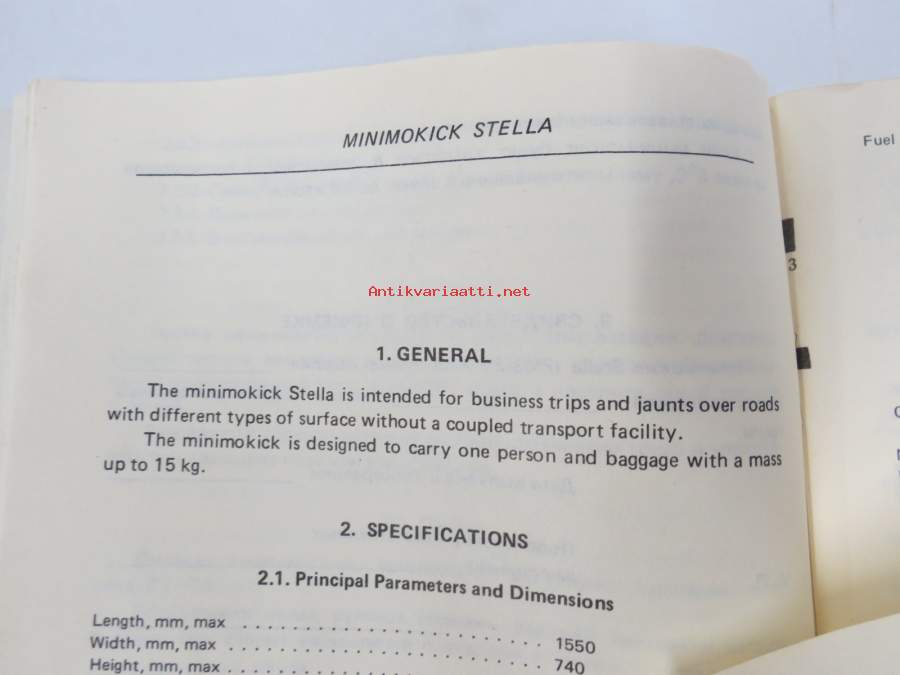 MINIMOKICK STELLA
Antikvariaatti.net
1. GENERAL
The minimokick Stella is intended for business trips and jaunts over roads
with different types of surface without a coupled transport facility.
The minimokick is designed to carry one person and baggage with a mass
up to 15 kg.
2. SPECIFICATIONS
2.1. Principal Parameters and Dimensions
Length, mm, max . . . . . . . . . . . . . . . . . . . . . . . . 1550
Width, mm, max . . . . . . . . . . . . . . . . . . . . . . . . 740
Height, mm, max . . . . . . . . . . . . . . . . . . . . . . . .
Fuel
3